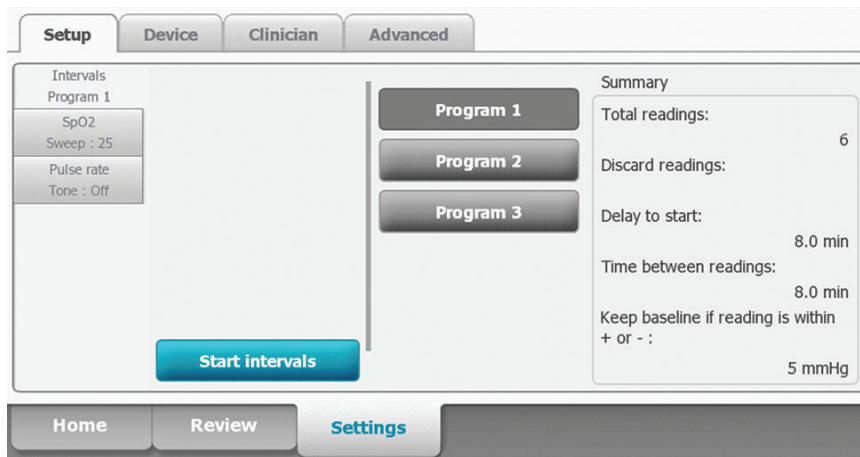 Setup
Device
Clinician
Advanced
Intervals
Program 1
SpO2
Sweep : 25
Pulse rate
Tone : Off
Start intervals
Program 1
Program 2
Program 3
Summary
Total readings:
6
Discard readings:
Delay to start:
8.0 min
Time between readings:
8.0 min
Keep baseline if reading is within
+ or - :
5 mmHg
Home
Review
Settings